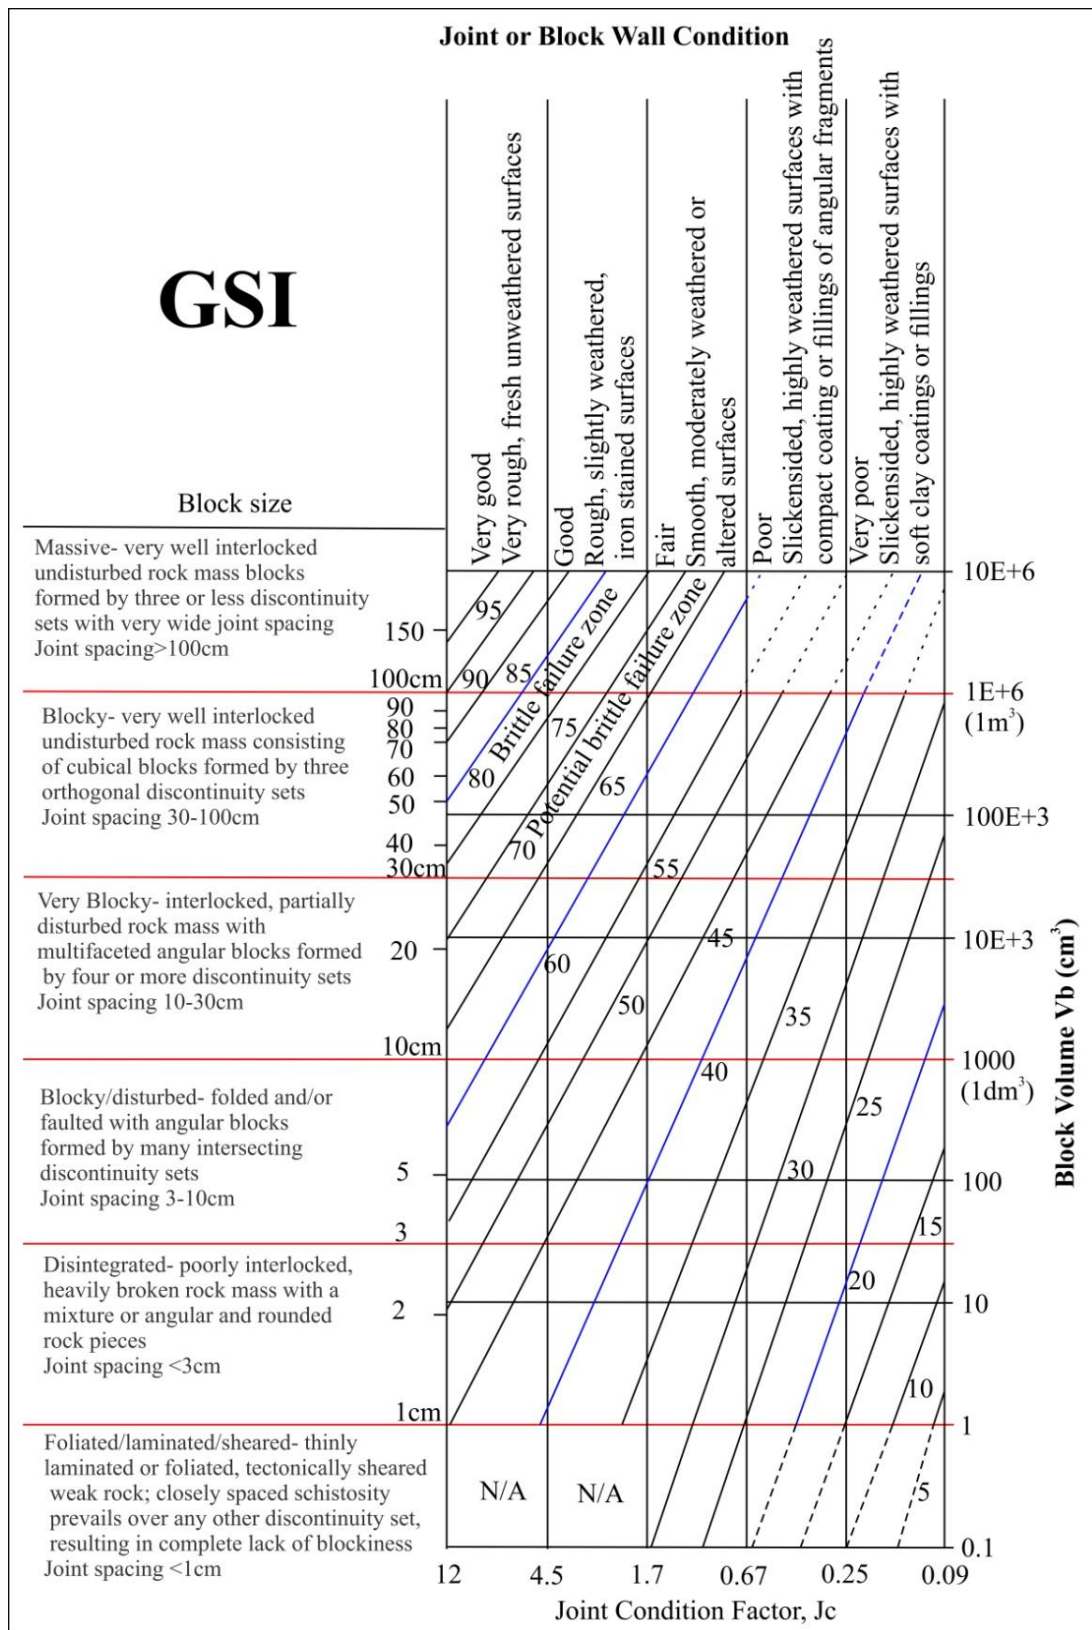 Joint or Block Wall Condition
GSI
Very good
Very rough, fresh unweathered surfaces
Good
Rough, slightly weathered,
iron stained surfaces
Fair
Smooth, moderately weathered or
altered surfaces
Poor
Slickensided, highly weathered surfaces with
compact coating or fillings of angular fragments
Very poor
Slickensided, highly weathered surfaces with
soft clay coatings or fillings
Block size
Massive- very well interlocked
undisturbed rock mass blocks
formed by three or less discontinuity
sets with very wide joint spacing
Joint spacing>100cm
Blocky- very well interlocked
undisturbed rock mass consisting
of cubical blocks formed by three
orthogonal discontinuity sets
Joint spacing 30-100cm
Very Blocky- interlocked, partially
disturbed rock mass with
multifaceted angular blocks formed
by four or more discontinuity sets
Joint spacing 10-30cm
Blocky/disturbed- folded and/or
faulted with angular blocks
formed by many intersecting
discontinuity sets
Joint spacing 3-10cm
Disintegrated- poorly interlocked,
heavily broken rock mass with a
mixture or angular and rounded
rock pieces
Joint spacing <3cm
Foliated/laminated/sheared- thinly
laminated or foliated, tectonically sheared
weak rock; closely spaced schistosity
prevails over any other discontinuity set,
resulting in complete lack of blockiness
Joint spacing <1cm
150
100cm
90
80
70
60
50
40
30cm
20
10cm
5
3
2
1cm
95
90
85
80
Brittle failure zone
75
70
Potential brittle failure zone
65
60
55
50
45
40
35
30
25
20
15
10
5
N/A
N/A
10E+6
1E+6
(1m³)
100E+3
10E+3
1000
(1dm³)
100
10
1
0.1
Block Volume Vb (cm³)
12 4.5 1.7 0.67 0.25 0.09
Joint Condition Factor, Jc